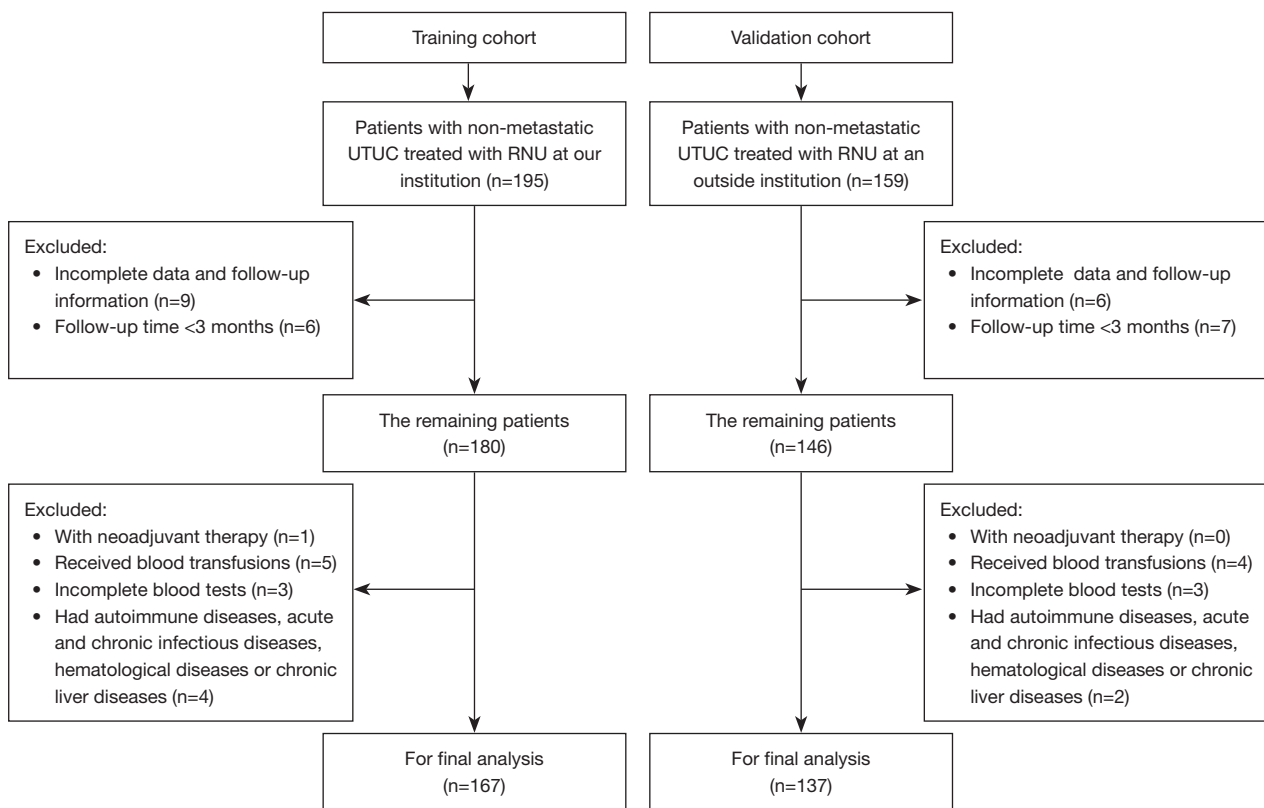 Training cohort
Validation cohort
Patients with non-metastatic
UTUC treated with RNU at our
institution (n=195)
Patients with non-metastatic
UTUC treated with RNU at an
outside institution (n=159)
Excluded:
• Incomplete data and follow-up
information (n=9)
• Follow-up time <3 months (n=6)
Excluded:
• Incomplete data and follow-up
information (n=6)
• Follow-up time <3 months (n=7)
The remaining patients
(n=180)
The remaining patients
(n=146)
Excluded:
• With neoadjuvant therapy (n=1)
• Received blood transfusions (n=5)
• Incomplete blood tests (n=3)
• Had autoimmune diseases, acute
and chronic infectious diseases,
hematological diseases or chronic
liver diseases (n=4)
Excluded:
• With neoadjuvant therapy (n=0)
• Received blood transfusions (n=4)
• Incomplete blood tests (n=3)
• Had autoimmune diseases, acute
and chronic infectious diseases,
hematological diseases or chronic
liver diseases (n=2)
For final analysis
(n=167)
For final analysis
(n=137)